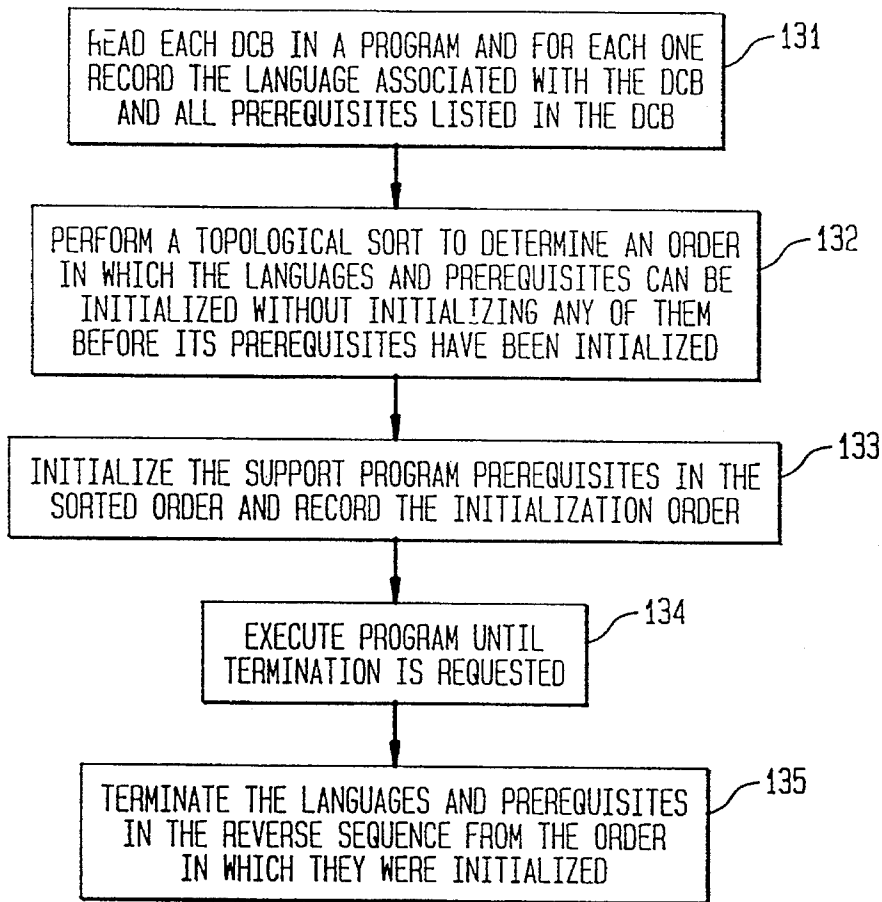 READ EACH DCB IN A PROGRAM AND FOR EACH ONE
RECORD THE LANGUAGE ASSOCIATED WITH THE DCB
AND ALL PREREQUISITES LISTED IN THE DCB
131
PERFORM A TOPOLOGICAL SORT TO DETERMINE AN ORDER
IN WHICH THE LANGUAGES AND PREREQUISITES CAN BE
INITIALIZED WITHOUT INITIALIZING ANY OF THEM
BEFORE ITS PREREQUISITES HAVE BEEN INTIALIZED
132
INITIALIZE THE SUPPORT PROGRAM PREREQUISITES IN THE
SORTED ORDER AND RECORD THE INITIALIZATION ORDER
133
EXECUTE PROGRAM UNTIL
TERMINATION IS REQUESTED
134
TERMINATE THE LANGUAGES AND PREREQUISITES
IN THE REVERSE SEQUENCE FROM THE ORDER
IN WHICH THEY WERE INITIALIZED
135